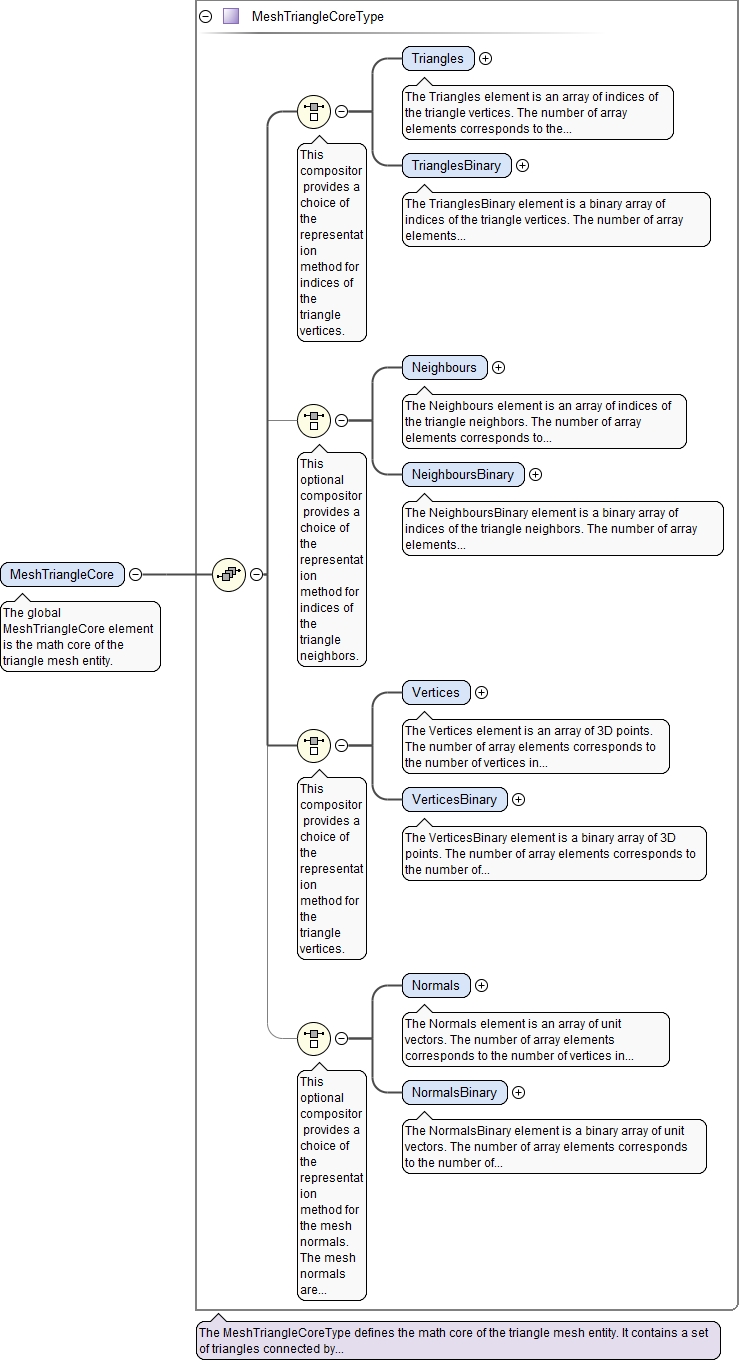 MeshTriangleCoreType
Triangles
The Triangles element is an array of indices of
the triangle vertices. The number of array
elements corresponds to the...
TrianglesBinary
The TrianglesBinary element is a binary array of
indices of the triangle vertices. The number of array
elements...
This
compositor
provides a
choice of
the
representat
ion
method for
indices of
the
triangle
vertices.
Neighbours
The Neighbours element is an array of indices of
the triangle neighbors. The number of array
elements corresponds to...
NeighboursBinary
The NeighboursBinary element is a binary array of
indices of the triangle neighbors. The number of array
elements...
This
optional
compositor
provides a
choice of
the
representat
ion
method for
indices of
the
triangle
neighbors.
MeshTriangleCore
The global
MeshTriangleCore element
is the math core of the
triangle mesh entity.
Vertices
The Vertices element is an array of 3D points.
The number of array elements corresponds to
the number of vertices in...
VerticesBinary
The VerticesBinary element is a binary array of 3D
points. The number of array elements corresponds to
the number of...
This
compositor
provides a
choice of
the
representat
ion
method for
the
triangle
vertices.
Normals
The Normals element is an array of unit
vectors. The number of array elements
corresponds to the number of vertices in...
NormalsBinary
The NormalsBinary element is a binary array of unit
vectors. The number of array elements corresponds
to the number of...
This
optional
compositor
provides a
choice of
the
representat
ion
method for
the mesh
normals.
The mesh
normals
are...
The MeshTriangleCoreType defines the math core of the triangle mesh entity. It contains a set
of triangles connected by...